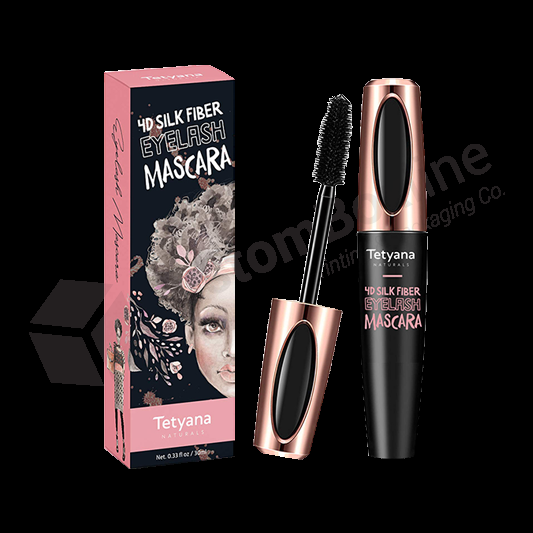 Tetyana
4D SILK FIBER
EYELASH
MASCARA
Eyelash Mascara
Tetyana
NATURALS
Net. 0.33 fl oz / 10ml
Tetyana
NATURALS
4D SILK FIBER
EYELASH
MASCARA